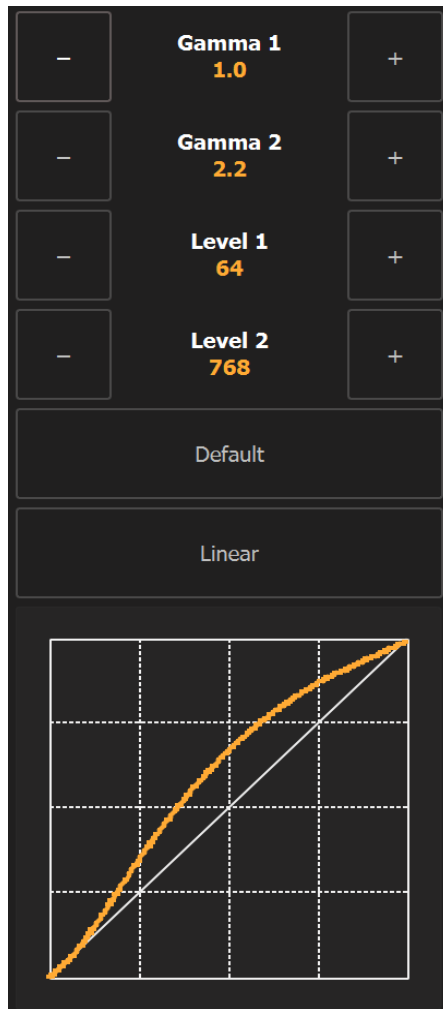 Gamma 1
− 1.0 +
Gamma 2
− 2.2 +
Level 1
− 64 +
Level 2
− 768 +
Default
Linear